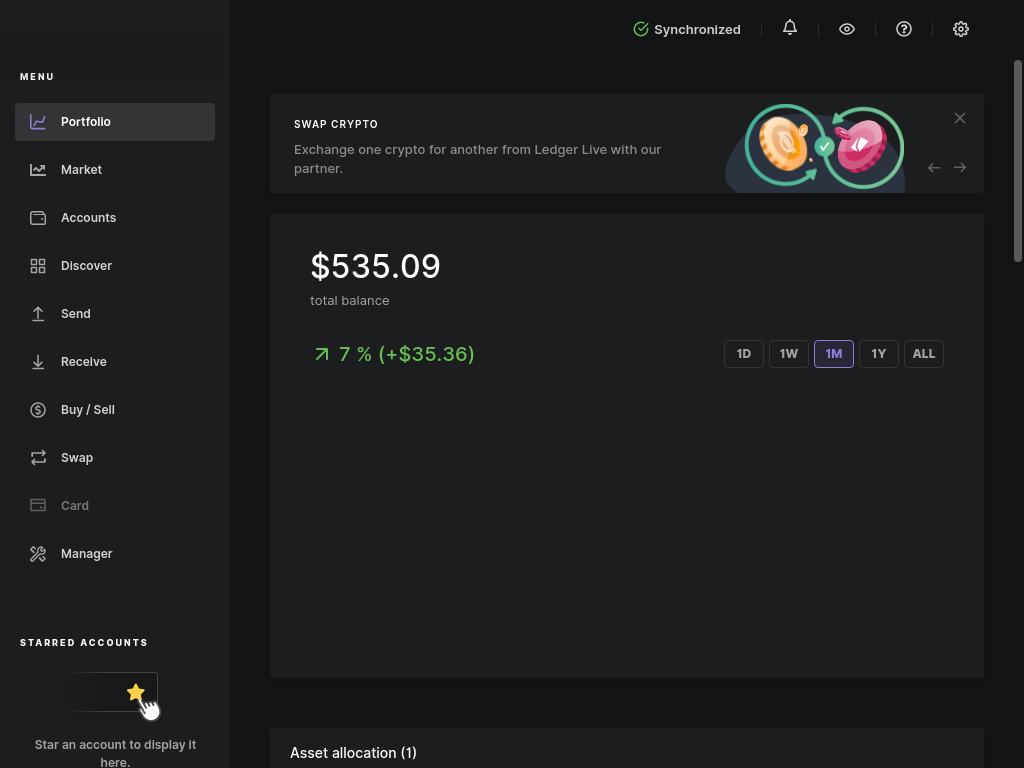 Synchronized
MENU
Portfolio
Market
Accounts
Discover
Send
Receive
Buy / Sell
Swap
Card
Manager
STARRED ACCOUNTS
Star an account to display it
here.
SWAP CRYPTO
Exchange one crypto for another from Ledger Live with our
partner.
$535.09
total balance
7 % (+$35.36)
1D
1W
1M
1Y
ALL
Asset allocation (1)